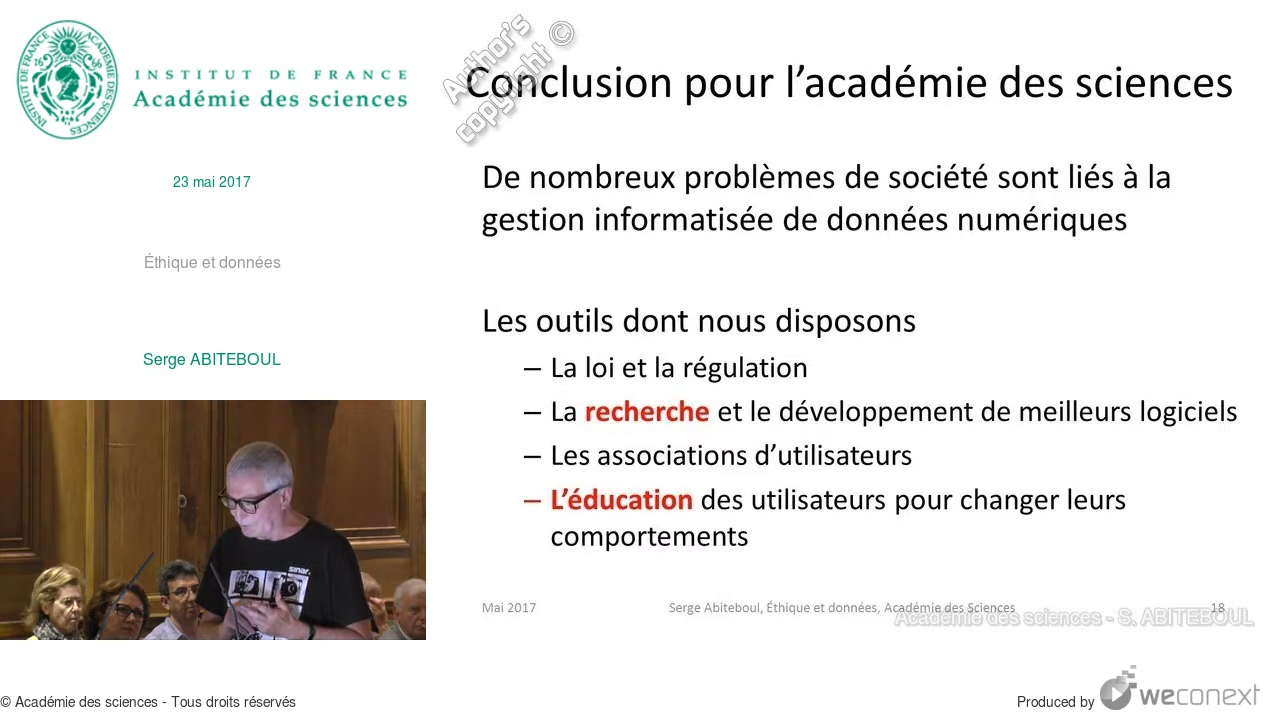 INSTITUT DE FRANCE
Académie des sciences
23 mai 2017
Éthique et données
Serge ABITEBOUL
sinar
Author's
copyright ©
Conclusion pour l’académie des sciences
De nombreux problèmes de société sont liés à la
gestion informatisée de données numériques
Les outils dont nous disposons
– La loi et la régulation
– La recherche et le développement de meilleurs logiciels
– Les associations d’utilisateurs
– L’éducation des utilisateurs pour changer leurs
comportements
Mai 2017
Serge Abiteboul, Éthique et données, Académie des Sciences
18
Académie des sciences - S. ABITEBOUL
© Académie des sciences - Tous droits réservés
Produced by
weconext